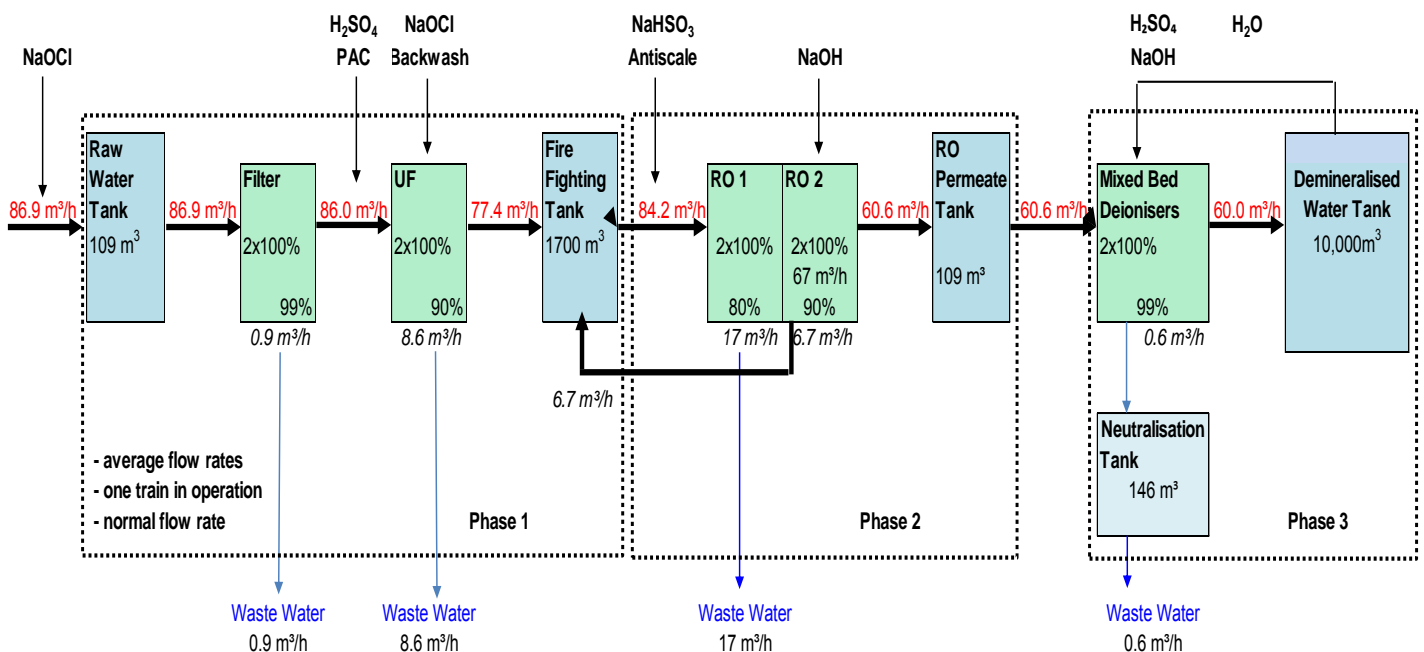 NaOCl
H₂SO₄
PAC
NaOCl
Backwash
NaHSO₃
Antiscale
NaOH
H₂SO₄
NaOH
H₂O
86.9 m³/h
Raw
Water
Tank
109 m³
86.9 m³/h
Filter
2x100%
99%
0.9 m³/h
86.0 m³/h
UF
2x100%
90%
8.6 m³/h
77.4 m³/h
Fire
Fighting
Tank
1700 m³
84.2 m³/h
RO 1
2x100%
80%
17 m³/h
RO 2
2x100%
67 m³/h
90%
6.7 m³/h
6.7 m³/h
60.6 m³/h
RO
Permeate
Tank
109 m³
60.6 m³/h
Mixed Bed
Deionisers
2x100%
99%
0.6 m³/h
60.0 m³/h
Demineralised
Water Tank
10,000m³
Neutralisation
Tank
146 m³
- average flow rates
- one train in operation
- normal flow rate
Phase 1
Phase 2
Phase 3
Waste Water
0.9 m³/h
Waste Water
8.6 m³/h
Waste Water
17 m³/h
Waste Water
0.6 m³/h